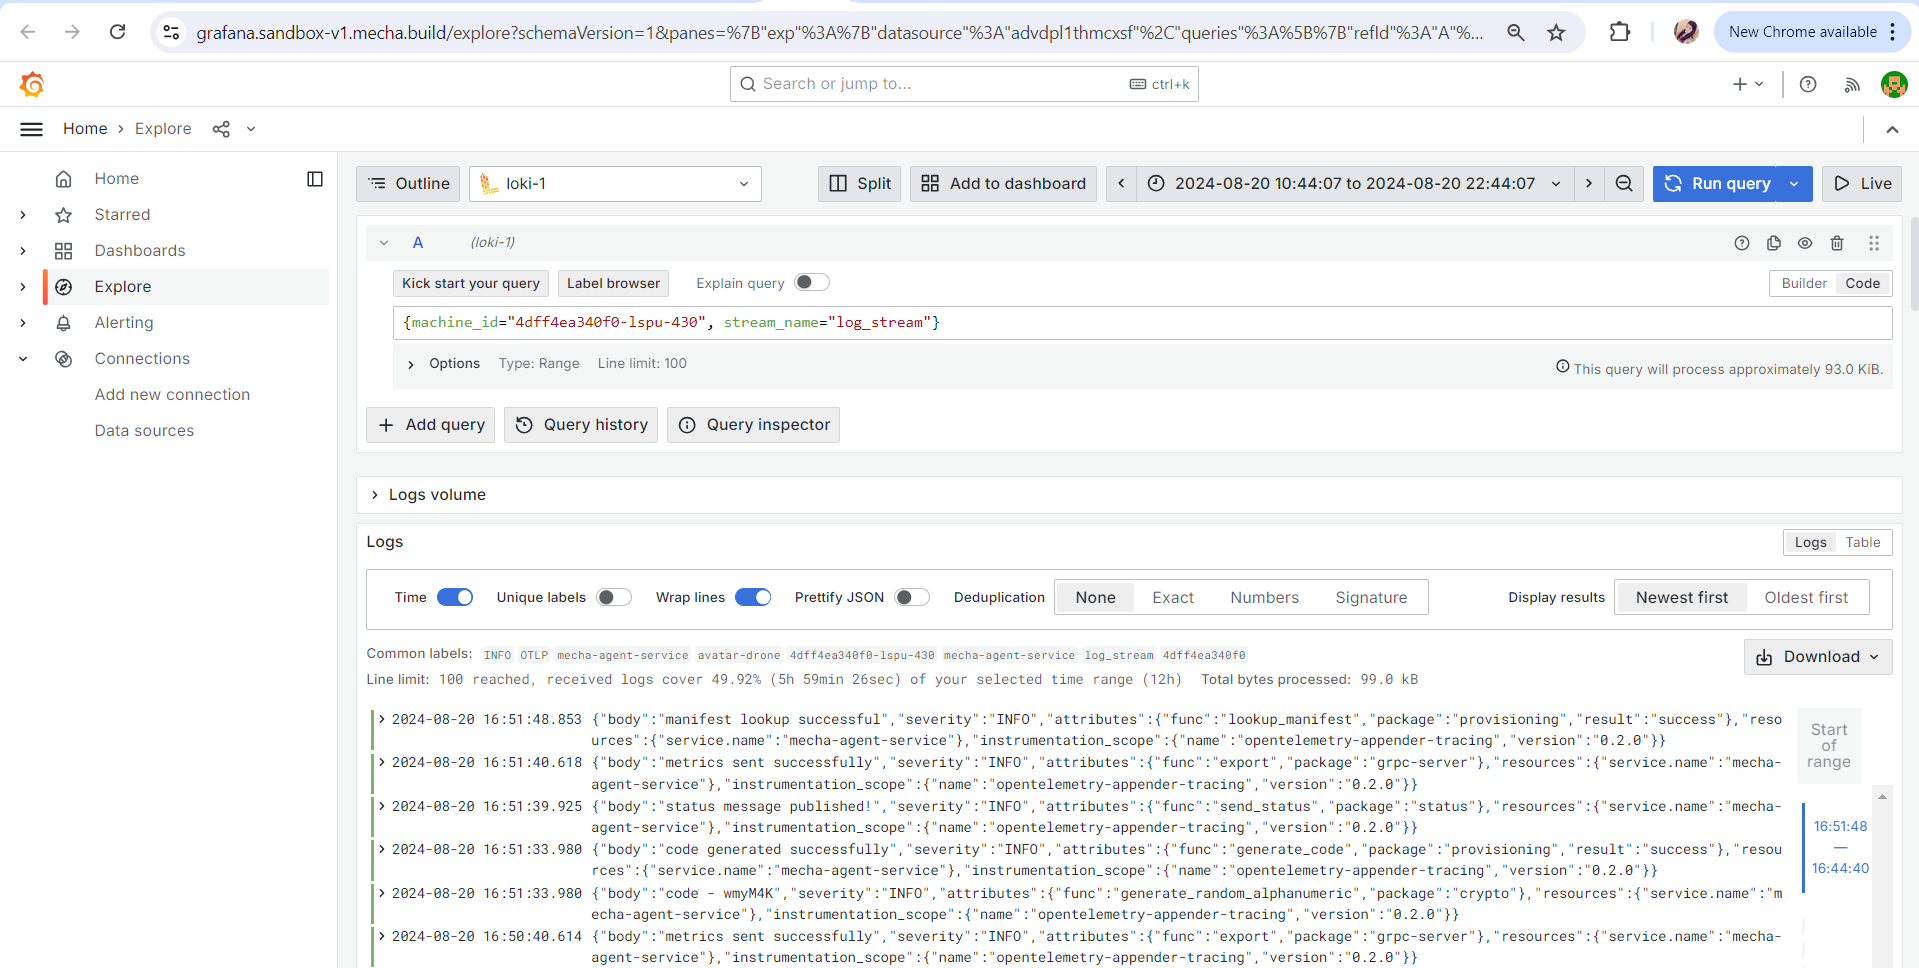 grafana.sandbox-v1.mecha.build/explore?schemaVersion=1&panes=%7B"exp"%3A%7B"datasource"%3A"advdpl1thmcxsf"%2C"queries"%3A%5B%7B"refId"%3A"A"%... New Chrome available
Search or jump to... ctrl+k
Home › Explore
Home
Outline loki-1 Split Add to dashboard 2024-08-20 10:44:07 to 2024-08-20 22:44:07 Run query Live
Starred
A (loki-1)
Dashboards
Explore
Kick start your query Label browser Explain query Builder Code
Alerting
{machine_id="4dff4ea340f0-lspu-430", stream_name="log_stream"}
Connections
Options Type: Range Line limit: 100 This query will process approximately 93.0 KiB.
Add new connection
Data sources
Add query Query history Query inspector
Logs volume
Logs Logs Table
Time Unique labels Wrap lines Prettify JSON Deduplication None Exact Numbers Signature Display results Newest first Oldest first
Common labels: INFO OTLP mecha-agent-service avatar-drone 4dff4ea340f0-lspu-430 mecha-agent-service log_stream 4dff4ea340f0 Download
Line limit: 100 reached, received logs cover 49.92% (5h 59min 26sec) of your selected time range (12h) Total bytes processed: 99.0 kB
2024-08-20 16:51:48.853 {"body":"manifest lookup successful","severity":"INFO","attributes":{"func":"lookup_manifest","package":"provisioning","result":"success"},"reso
urces":{"service.name":"mecha-agent-service"},"instrumentation_scope":{"name":"opentelemetry-appender-tracing","version":"0.2.0"}}
2024-08-20 16:51:40.618 {"body":"metrics sent successfully","severity":"INFO","attributes":{"func":"export","package":"grpc-server"},"resources":{"service.name":"mecha-
agent-service"},"instrumentation_scope":{"name":"opentelemetry-appender-tracing","version":"0.2.0"}}
2024-08-20 16:51:39.925 {"body":"status message published!","severity":"INFO","attributes":{"func":"send_status","package":"status"},"resources":{"service.name":"mecha-
agent-service"},"instrumentation_scope":{"name":"opentelemetry-appender-tracing","version":"0.2.0"}}
2024-08-20 16:51:33.980 {"body":"code generated successfully","severity":"INFO","attributes":{"func":"generate_code","package":"provisioning","result":"success"},"resou
rces":{"service.name":"mecha-agent-service"},"instrumentation_scope":{"name":"opentelemetry-appender-tracing","version":"0.2.0"}}
2024-08-20 16:51:33.980 {"body":"code - wmyM4K","severity":"INFO","attributes":{"func":"generate_random_alphanumeric","package":"crypto"},"resources":{"service.name":"m
echa-agent-service"},"instrumentation_scope":{"name":"opentelemetry-appender-tracing","version":"0.2.0"}}
2024-08-20 16:50:40.614 {"body":"metrics sent successfully","severity":"INFO","attributes":{"func":"export","package":"grpc-server"},"resources":{"service.name":"mecha-
agent-service"},"instrumentation_scope":{"name":"opentelemetry-appender-tracing","version":"0.2.0"}}
Start
of
range
16:51:48
—
16:44:40